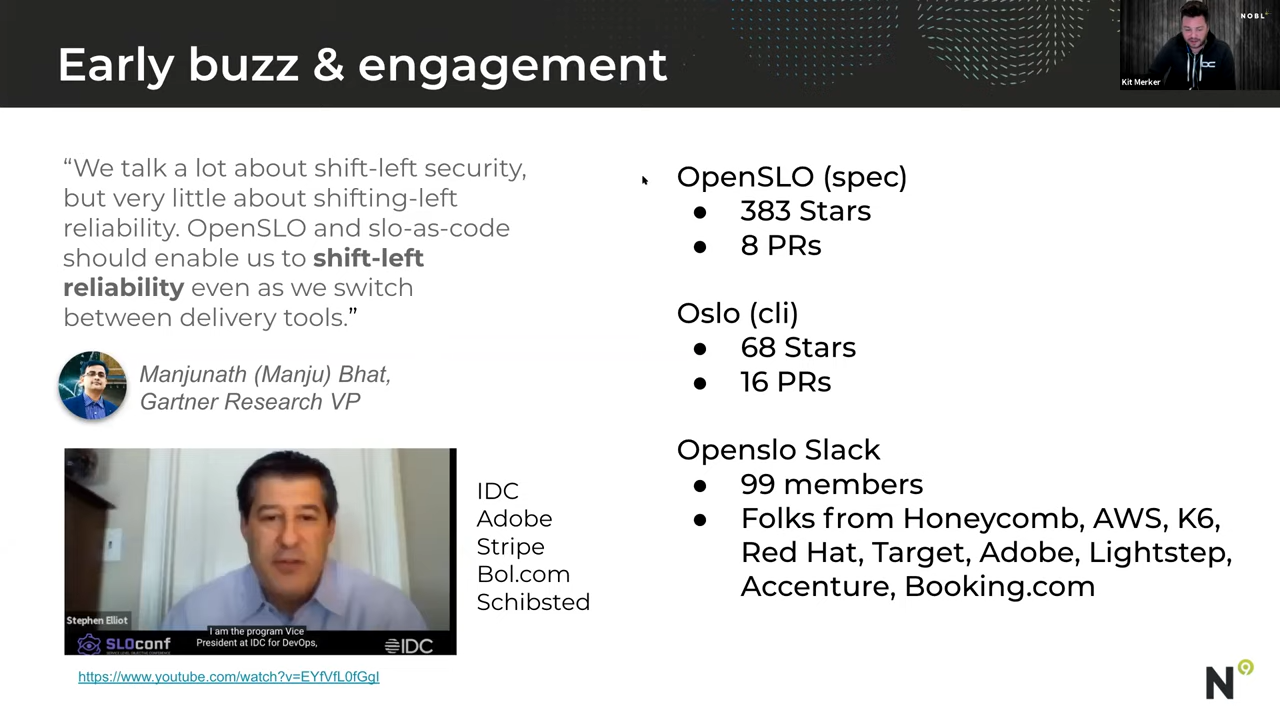 Early buzz & engagement
NOBL
Kit Merker
“We talk a lot about shift-left security,
but very little about shifting-left
reliability. OpenSLO and slo-as-code
should enable us to shift-left
reliability even as we switch
between delivery tools.”
Manjunath (Manju) Bhat,
Gartner Research VP
Stephen Elliot
I am the program Vice
President at IDC for DevOps,
SLOconf
IDC
https://www.youtube.com/watch?v=EYfVfL0fGgI
IDC
Adobe
Stripe
Bol.com
Schibsted
OpenSLO (spec)
● 383 Stars
● 8 PRs
Oslo (cli)
● 68 Stars
● 16 PRs
Openslo Slack
● 99 members
● Folks from Honeycomb, AWS, K6,
Red Hat, Target, Adobe, Lightstep,
Accenture, Booking.com
N9